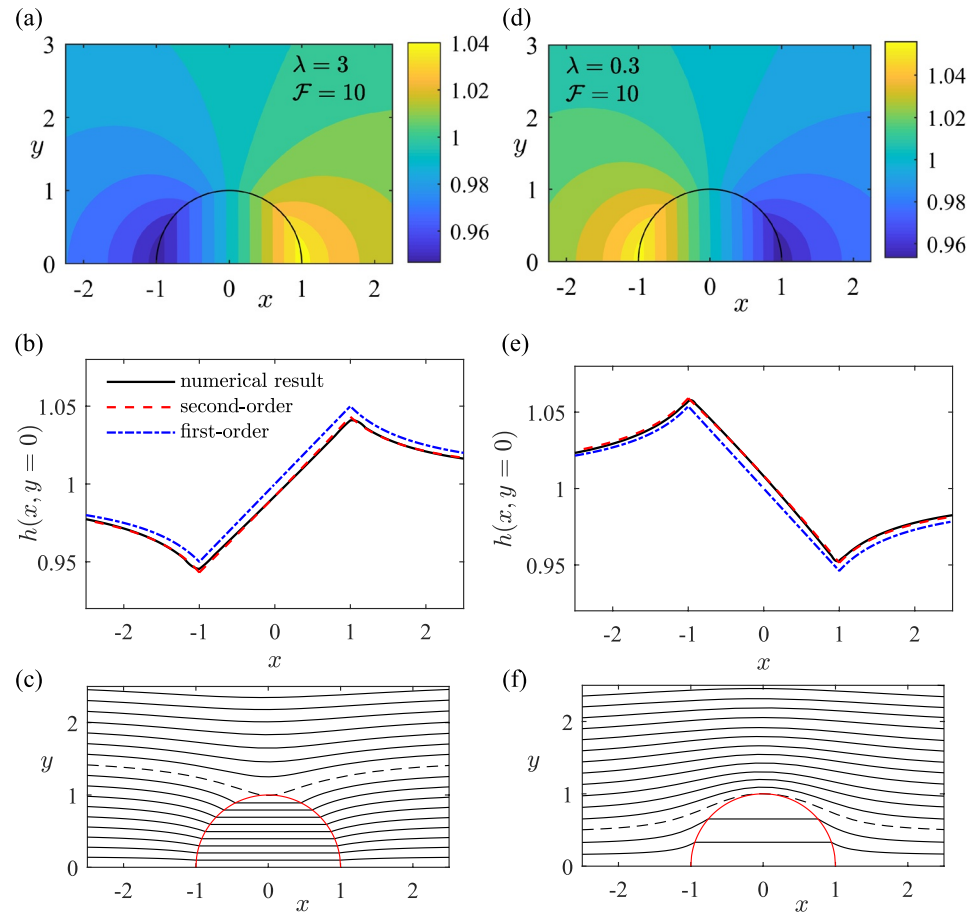 (a)
3
2
y
1
0
-2 -1 0 1 2
x
λ = 3
ℱ = 10
1.04
1.02
1
0.98
0.96
(d)
3
2
y
1
0
-2 -1 0 1 2
x
λ = 0.3
ℱ = 10
1.04
1.02
1
0.98
0.96
(b)
h(x, y = 0)
1.05
1
0.95
numerical result
second-order
first-order
-2 -1 0 1 2
x
(e)
h(x, y = 0)
1.05
1
0.95
-2 -1 0 1 2
x
(c)
2
y
1
0
-2 -1 0 1 2
x
(f)
2
y
1
0
-2 -1 0 1 2
x